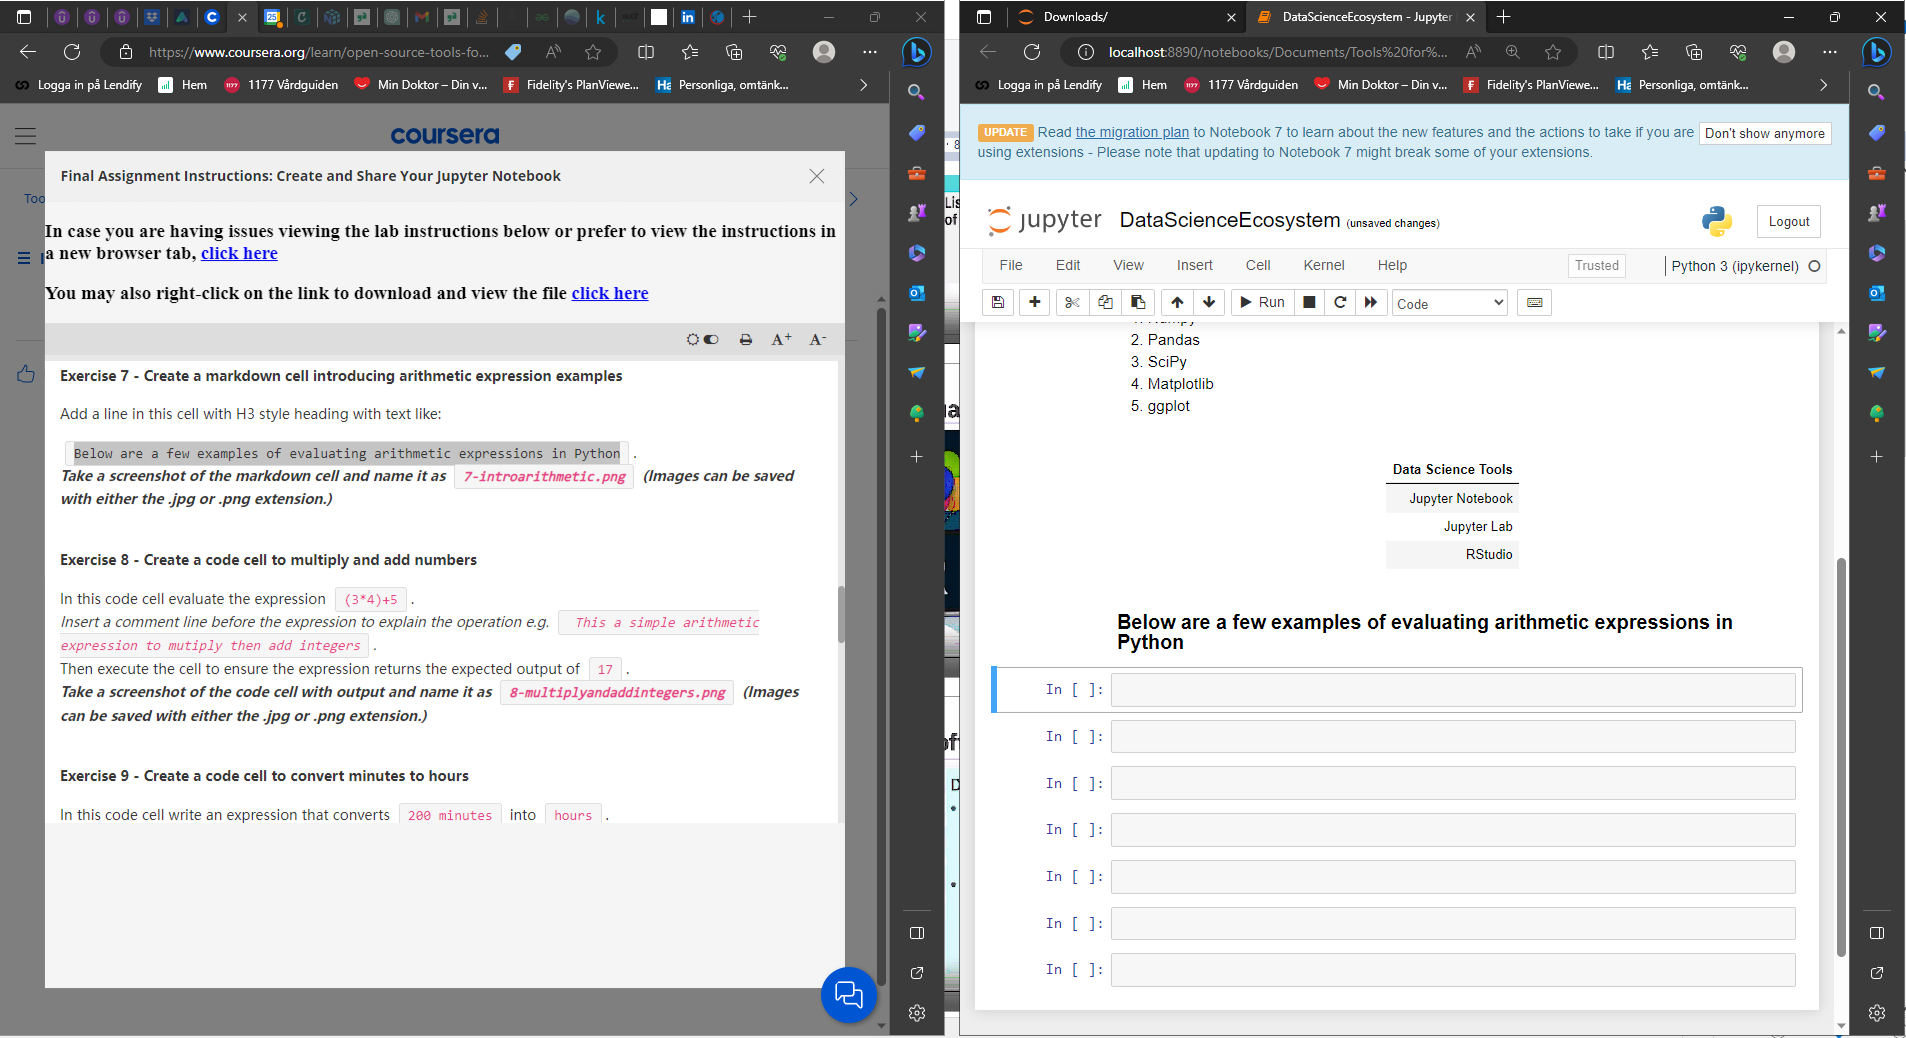 https://www.coursera.org/learn/open-source-tools-fo...
Logga in på Lendify
Hem
1177 Vårdguiden
Min Doktor – Din v...
Fidelity's PlanViewe...
Personliga, omtänk...
coursera
Final Assignment Instructions: Create and Share Your Jupyter Notebook
In case you are having issues viewing the lab instructions below or prefer to view the instructions in
a new browser tab, click here
You may also right-click on the link to download and view the file click here
A+ A-
Exercise 7 - Create a markdown cell introducing arithmetic expression examples
Add a line in this cell with H3 style heading with text like:
Below are a few examples of evaluating arithmetic expressions in Python .
Take a screenshot of the markdown cell and name it as 7-introarithmetic.png (Images can be saved
with either the .jpg or .png extension.)
Exercise 8 - Create a code cell to multiply and add numbers
In this code cell evaluate the expression (3*4)+5 .
Insert a comment line before the expression to explain the operation e.g. This a simple arithmetic
expression to mutiply then add integers .
Then execute the cell to ensure the expression returns the expected output of 17 .
Take a screenshot of the code cell with output and name it as 8-multiplyandaddintegers.png (Images
can be saved with either the .jpg or .png extension.)
Exercise 9 - Create a code cell to convert minutes to hours
In this code cell write an expression that converts 200 minutes into hours .
Downloads/
DataScienceEcosystem - Jupyter
localhost:8890/notebooks/Documents/Tools%20for%...
Logga in på Lendify
Hem
1177 Vårdguiden
Min Doktor – Din v...
Fidelity's PlanViewe...
Personliga, omtänk...
UPDATE Read the migration plan to Notebook 7 to learn about the new features and the actions to take if you are
using extensions - Please note that updating to Notebook 7 might break some of your extensions.
Don't show anymore
jupyter DataScienceEcosystem (unsaved changes)
Logout
File Edit View Insert Cell Kernel Help
Trusted
Python 3 (ipykernel)
Run
Code
2. Pandas
3. SciPy
4. Matplotlib
5. ggplot
Data Science Tools
Jupyter Notebook
Jupyter Lab
RStudio
Below are a few examples of evaluating arithmetic expressions in
Python
In [ ]:
In [ ]:
In [ ]:
In [ ]:
In [ ]:
In [ ]:
In [ ]: